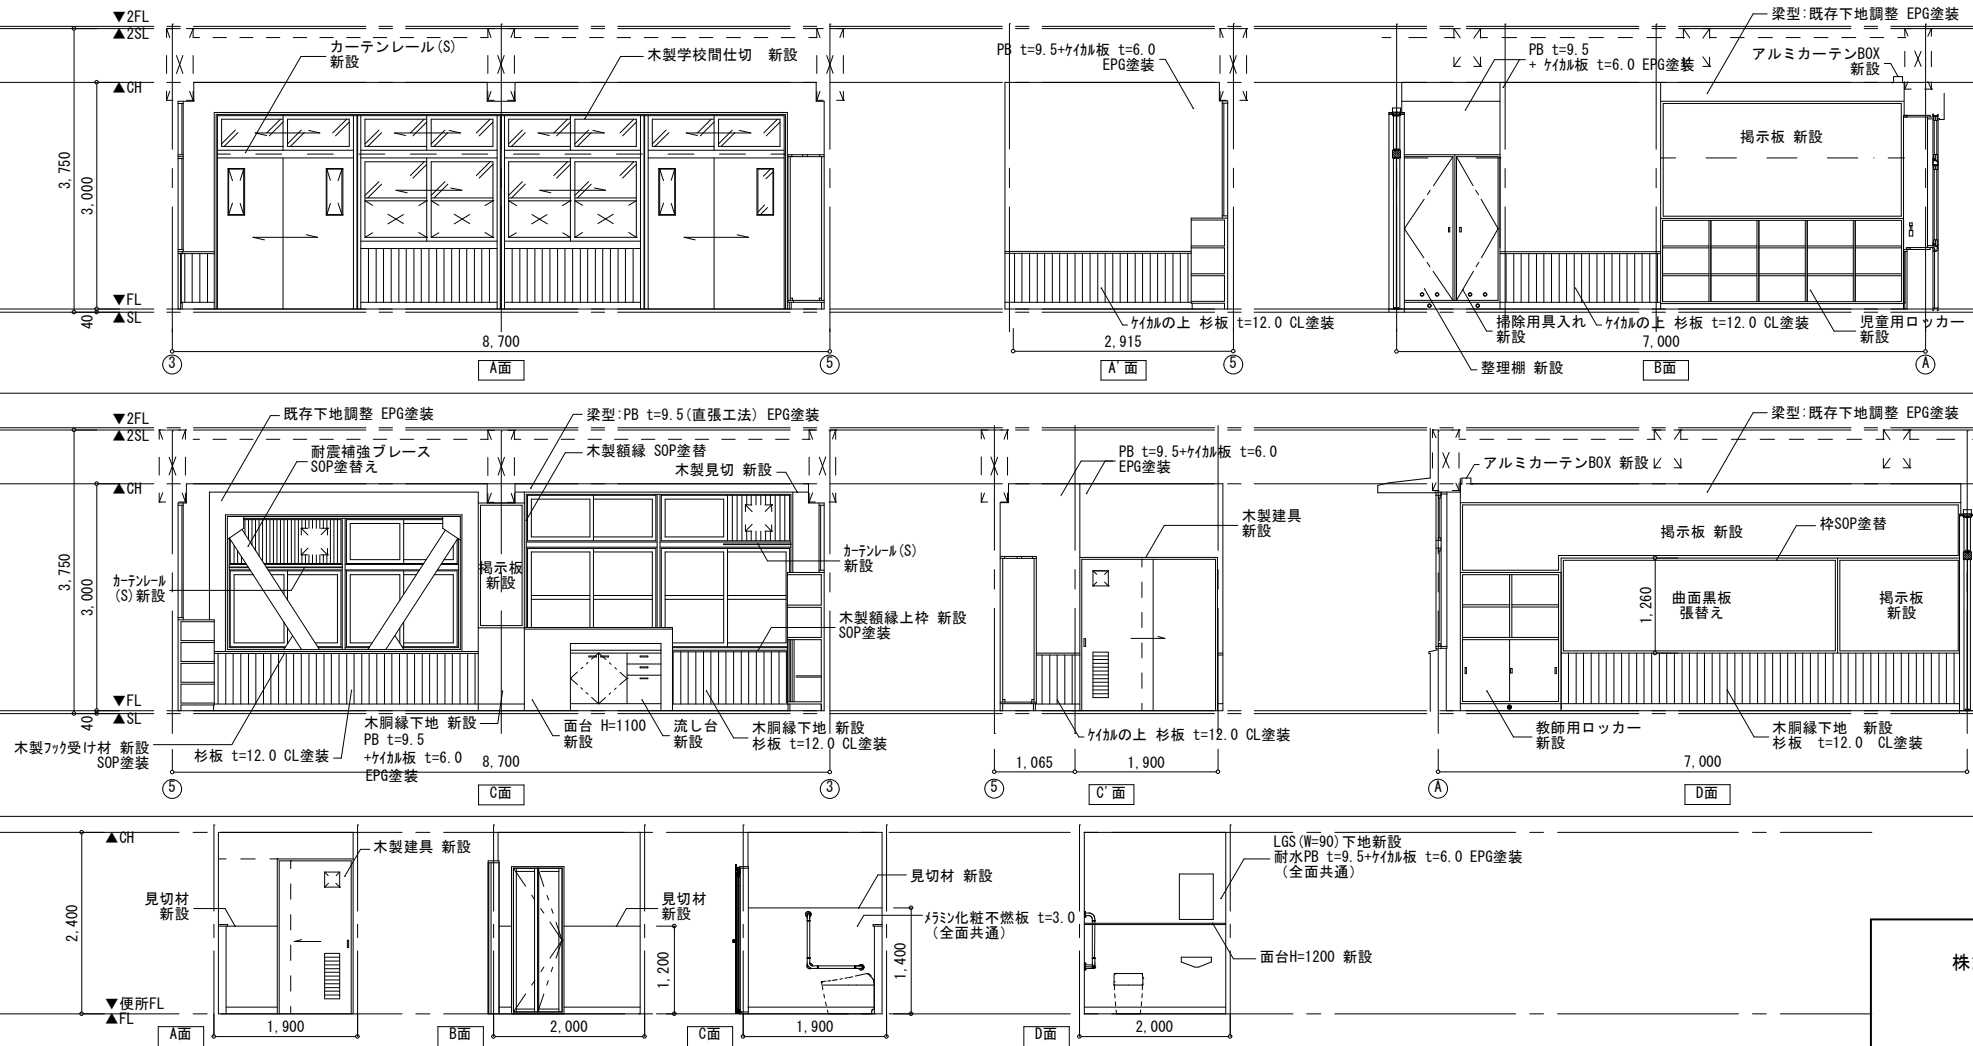 ▼2FL
▲2SL
カーテンレール(S)
新設
木製学校間仕切　新設
PB t=9.5+ｹｲｶﾙ板 t=6.0
EPG塗装
PB t=9.5
+ ｹｲｶﾙ板 t=6.0 EPG塗装
梁型:既存下地調整 EPG塗装
アルミカーテンBOX
新設
▲CH
掲示板 新設
3,750
3,000
▼FL
40
▲SL
ｹｲｶﾙの上 杉板 t=12.0 CL塗装
掃除用具入れ
新設
ｹｲｶﾙの上 杉板 t=12.0 CL塗装
児童用ロッカー
新設
整理棚 新設
8,700
2,915
7,000
3
A面
5
A'面
5
B面
A
▼2FL
▲2SL
既存下地調整 EPG塗装
耐震補強ブレース
SOP塗替え
梁型:PB t=9.5(直張工法) EPG塗装
木製額縁 SOP塗替
木製見切 新設
PB t=9.5+ｹｲｶﾙ板 t=6.0
EPG塗装
アルミカーテンBOX 新設
梁型:既存下地調整 EPG塗装
▲CH
木製建具
新設
掲示板 新設
枠SOP塗替
3,750
3,000
ｶｰﾃﾝﾚｰﾙ
(S)新設
掲示板
新設
ｶｰﾃﾝﾚｰﾙ(S)
新設
木製額縁上枠 新設
SOP塗装
1,260
曲面黒板
張替え
掲示板
新設
▼FL
40
▲SL
木製ﾌｯｸ受け材 新設
SOP塗装
杉板 t=12.0 CL塗装
木胴縁下地 新設
PB t=9.5
+ｹｲｶﾙ板 t=6.0
EPG塗装
面台 H=1100
新設
流し台
新設
木胴縁下地 新設
杉板 t=12.0 CL塗装
ｹｲｶﾙの上 杉板 t=12.0 CL塗装
教師用ロッカー
新設
木胴縁下地　新設
杉板　t=12.0　CL塗装
8,700
1,065
1,900
7,000
5
C面
3
5
C'面
A
D面
▲CH
木製建具 新設
見切材
新設
見切材
新設
見切材 新設
ﾒﾗﾐﾝ化粧不燃板 t=3.0
(全面共通)
LGS(W=90)下地新設
耐水PB t=9.5+ｹｲｶﾙ板 t=6.0 EPG塗装
(全面共通)
面台H=1200 新設
2,400
1,200
1,400
▼便所FL
▲FL
A面
1,900
B面
2,000
C面
1,900
D面
2,000
株